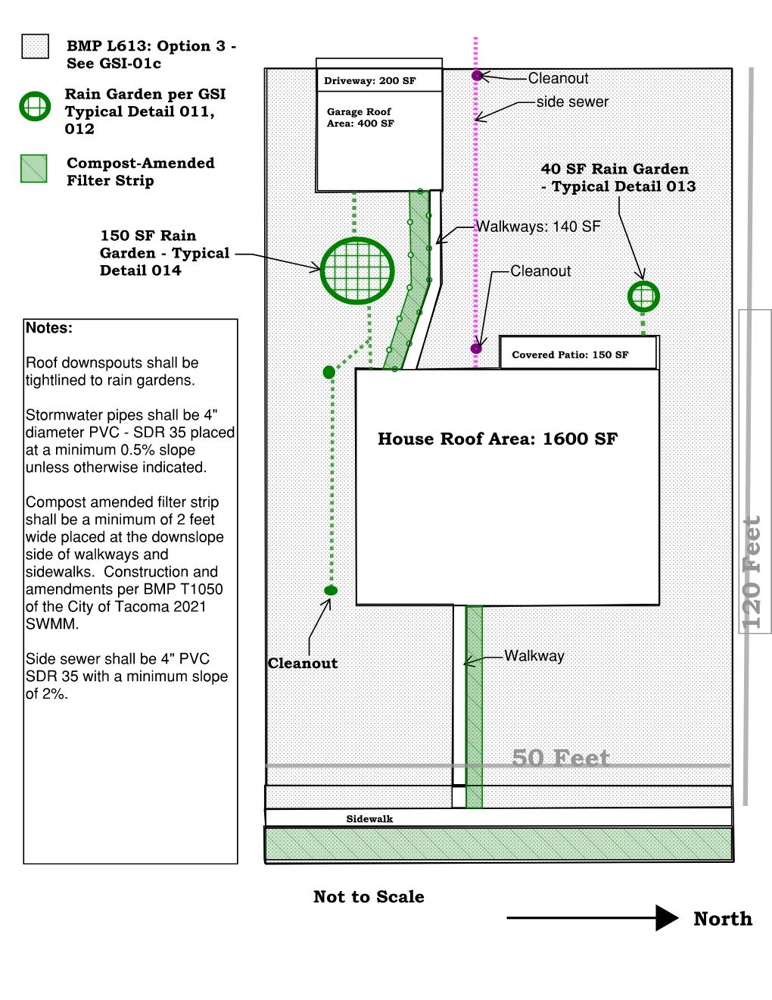 BMP L613: Option 3 -
See GSI-01c
Rain Garden per GSI
Typical Detail 011,
012
Compost-Amended
Filter Strip
Driveway: 200 SF
Garage Roof
Area: 400 SF
Cleanout
side sewer
40 SF Rain Garden
- Typical Detail 013
150 SF Rain
Garden - Typical
Detail 014
Walkways: 140 SF
Cleanout
Covered Patio: 150 SF
House Roof Area: 1600 SF
Notes:
Roof downspouts shall be
tightlined to rain gardens.
Stormwater pipes shall be 4"
diameter PVC - SDR 35 placed
at a minimum 0.5% slope
unless otherwise indicated.
Compost amended filter strip
shall be a minimum of 2 feet
wide placed at the downslope
side of walkways and
sidewalks.  Construction and
amendments per BMP T1050
of the City of Tacoma 2021
SWMM.
Side sewer shall be 4" PVC
SDR 35 with a minimum slope
of 2%.
Cleanout
Walkway
120 Feet
50 Feet
Sidewalk
Not to Scale
North